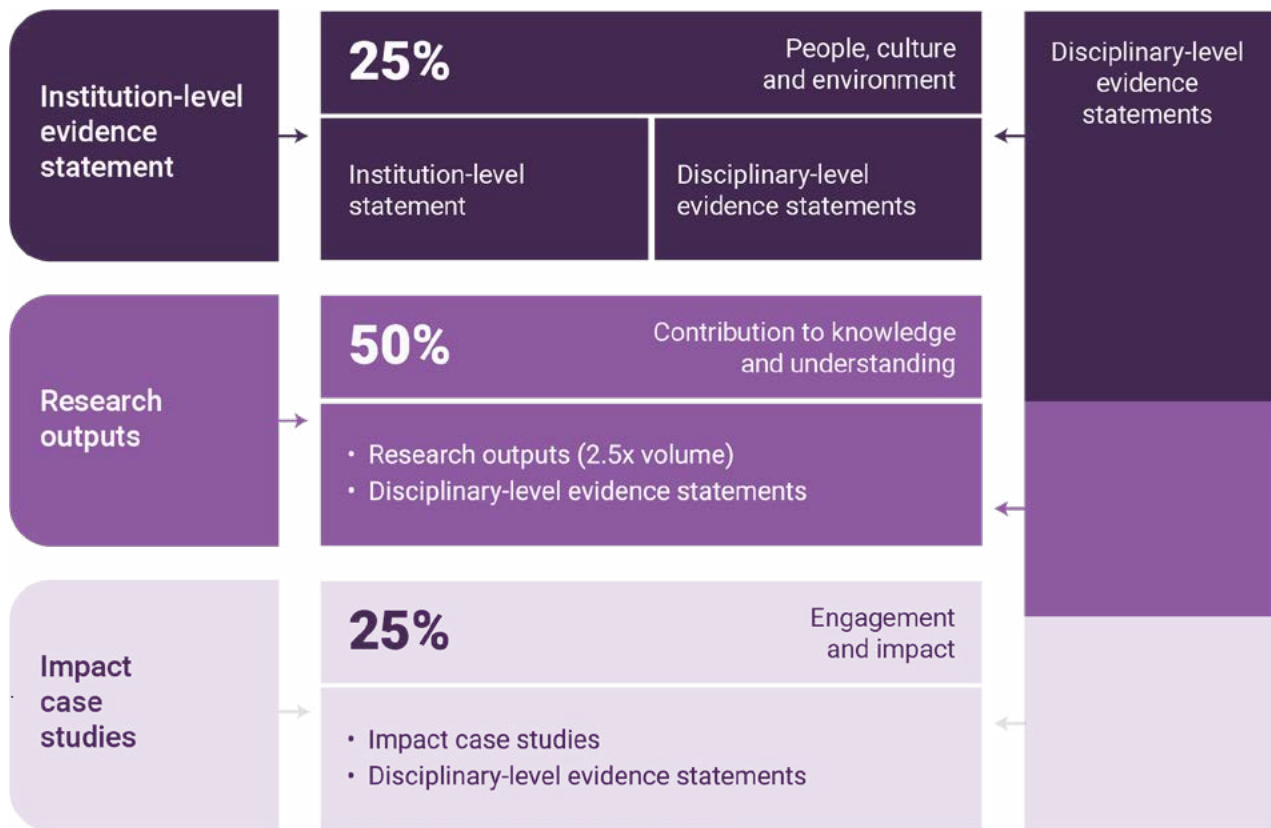 Institution-level
evidence
statement
25%
People, culture
and environment
Institution-level
statement
Disciplinary-level
evidence statements
Disciplinary-level
evidence
statements
Research
outputs
50%
Contribution to knowledge
and understanding
• Research outputs (2.5x volume)
• Disciplinary-level evidence statements
Impact
case
studies
25%
Engagement
and impact
• Impact case studies
• Disciplinary-level evidence statements